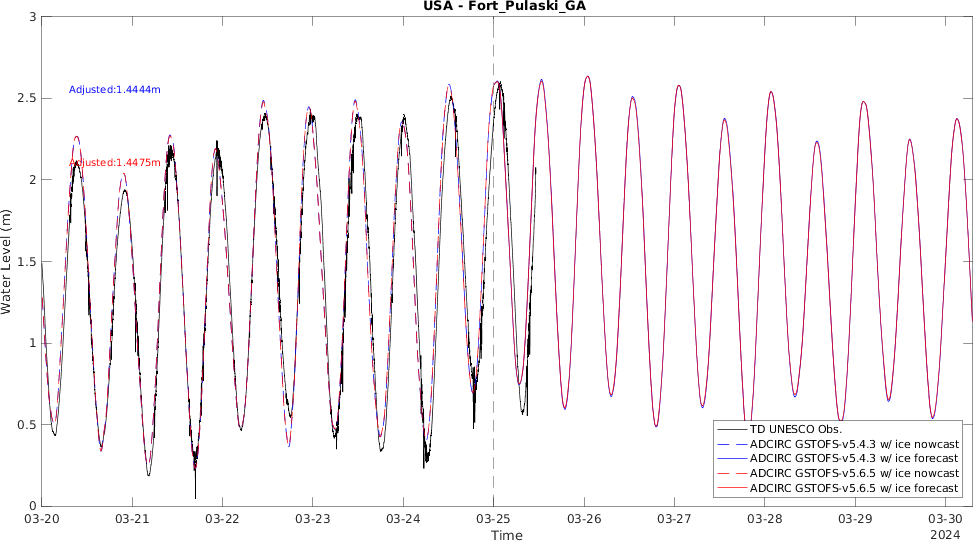 USA - Fort_Pulaski_GA
3
2.5
2
1.5
1
0.5
0
Water Level (m)
Adjusted:1.4444m
Adjusted:1.4475m
TD UNESCO Obs.
ADCIRC GSTOFS-v5.4.3 w/ ice nowcast
ADCIRC GSTOFS-v5.4.3 w/ ice forecast
ADCIRC GSTOFS-v5.6.5 w/ ice nowcast
ADCIRC GSTOFS-v5.6.5 w/ ice forecast
03-20 03-21 03-22 03-23 03-24 03-25 03-26 03-27 03-28 03-29 03-30
Time 2024